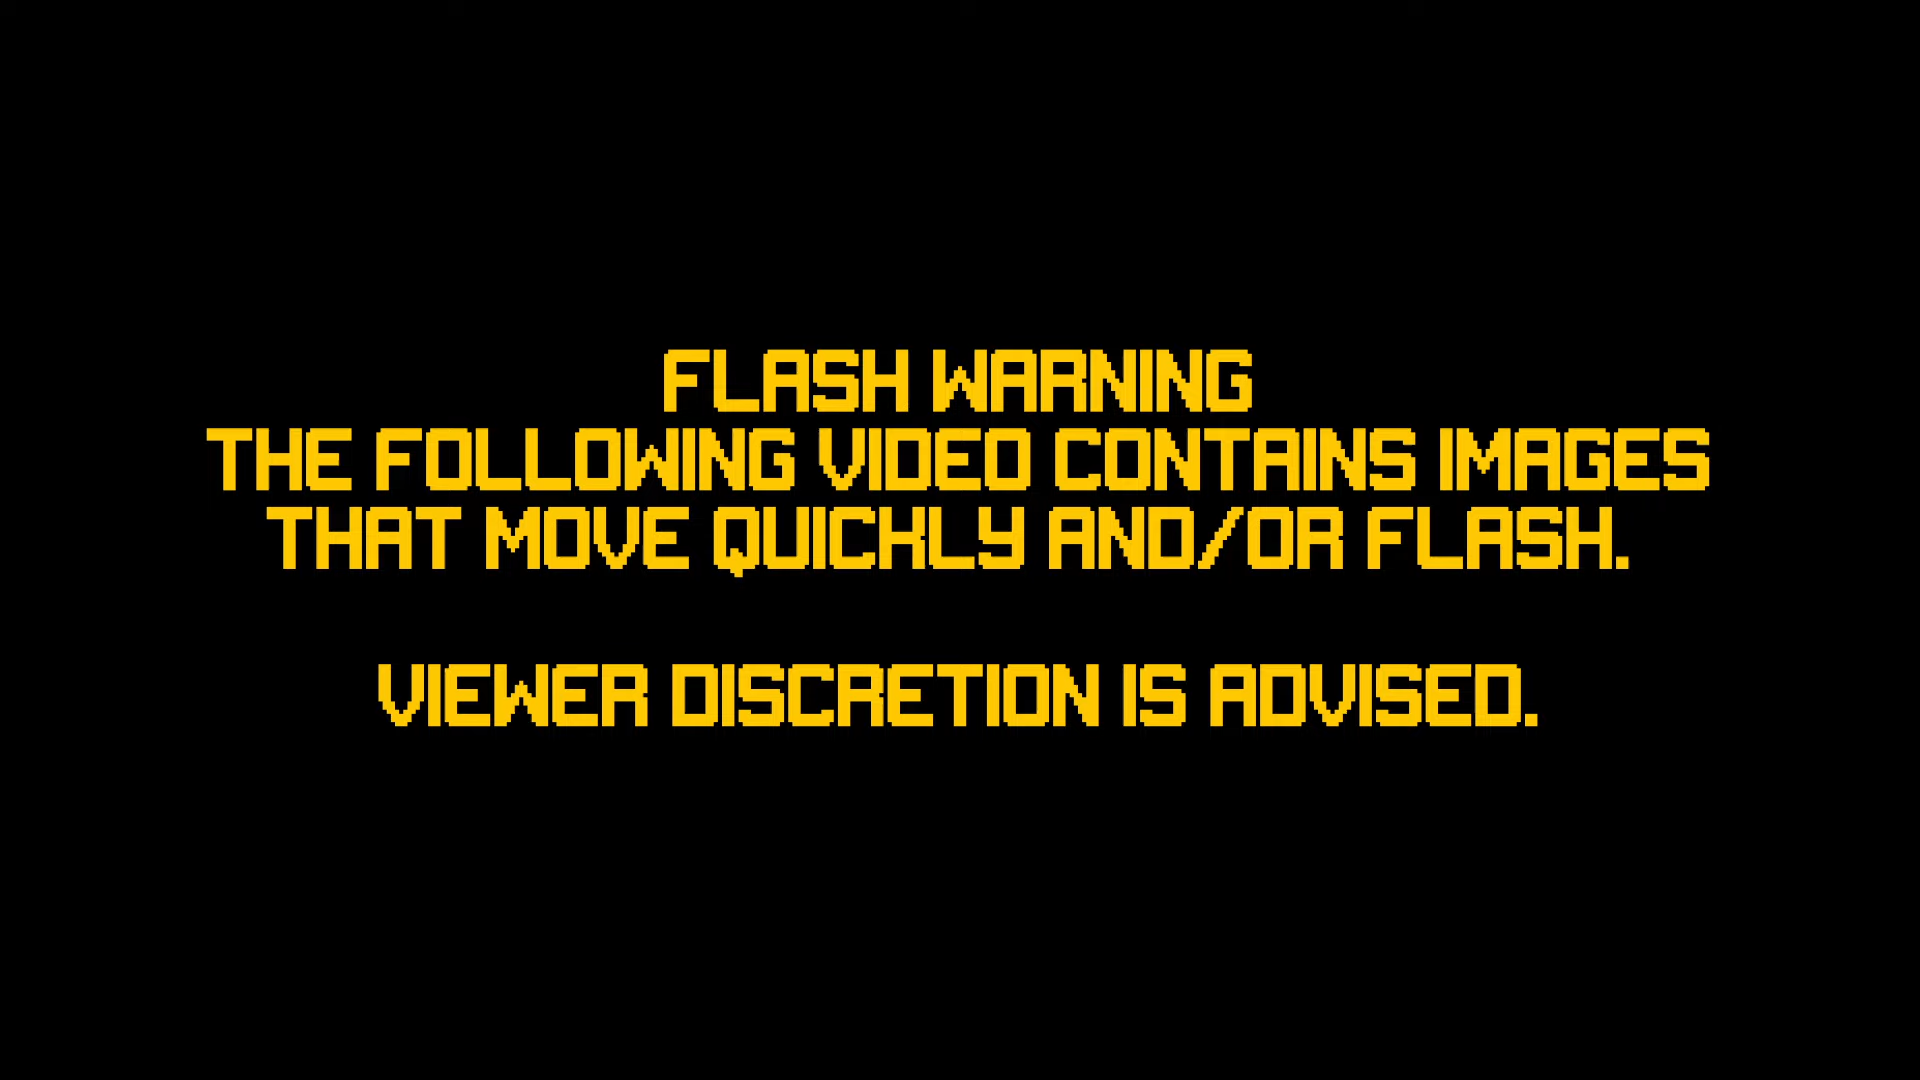 FLASH WARNING
THE FOLLOWING VIDEO CONTAINS IMAGES
THAT MOVE QUICKLY AND/OR FLASH.
VIEWER DISCRETION IS ADVISED.